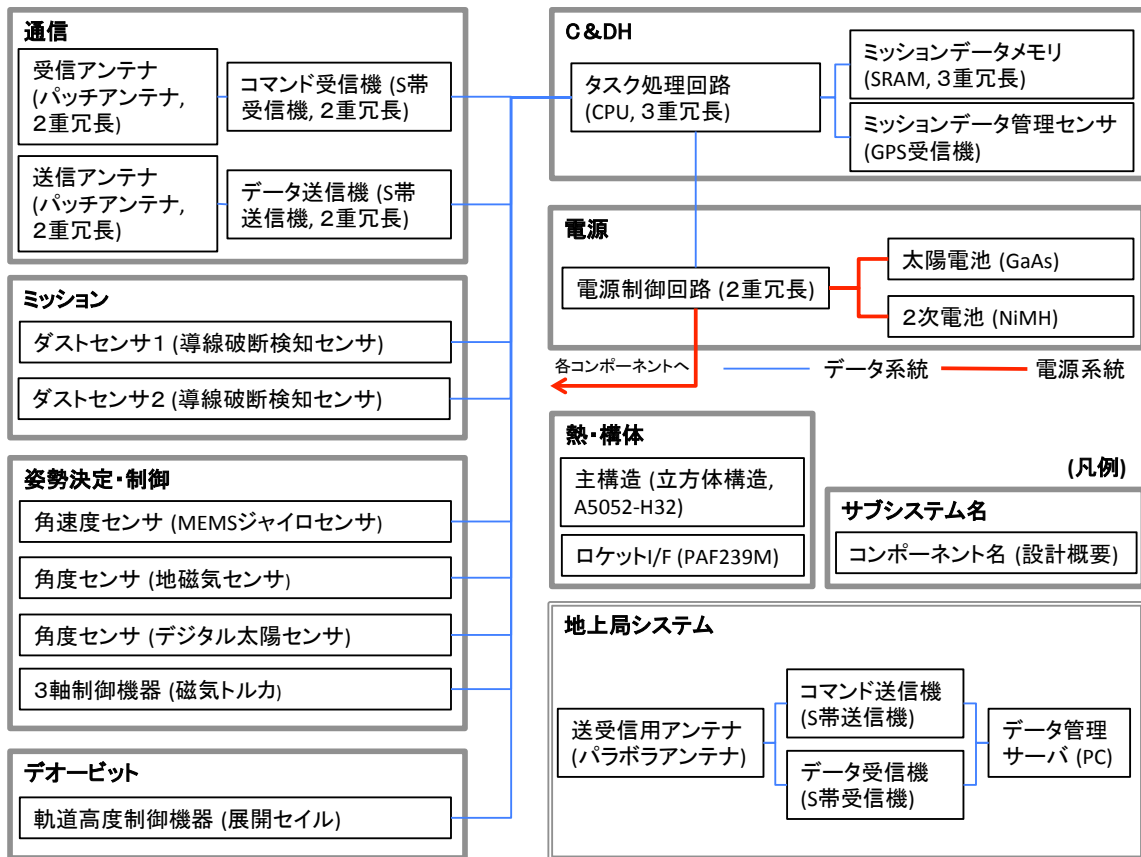 通信
受信アンテナ
(パッチアンテナ,
２重冗長)
コマンド受信機 (S帯
受信機, ２重冗長)
送信アンテナ
(パッチアンテナ,
２重冗長)
データ送信機 (S帯
送信機, ２重冗長)
ミッション
ダストセンサ１ (導線破断検知センサ)
ダストセンサ２ (導線破断検知センサ)
姿勢決定・制御
角速度センサ (MEMSジャイロセンサ)
角度センサ (地磁気センサ)
角度センサ (デジタル太陽センサ)
３軸制御機器 (磁気トルカ)
デオービット
軌道高度制御機器 (展開セイル)
C&DH
タスク処理回路
(CPU, ３重冗長)
ミッションデータメモリ
(SRAM, ３重冗長)
ミッションデータ管理センサ
(GPS受信機)
電源
電源制御回路 (２重冗長)
太陽電池 (GaAs)
２次電池 (NiMH)
各コンポーネントへ
データ系統
電源系統
熱・構体
主構造 (立方体構造,
A5052-H32)
ロケットI/F (PAF239M)
(凡例)
サブシステム名
コンポーネント名 (設計概要)
地上局システム
送受信用アンテナ
(パラボラアンテナ)
コマンド送信機
(S帯送信機)
データ受信機
(S帯受信機)
データ管理
サーバ (PC)